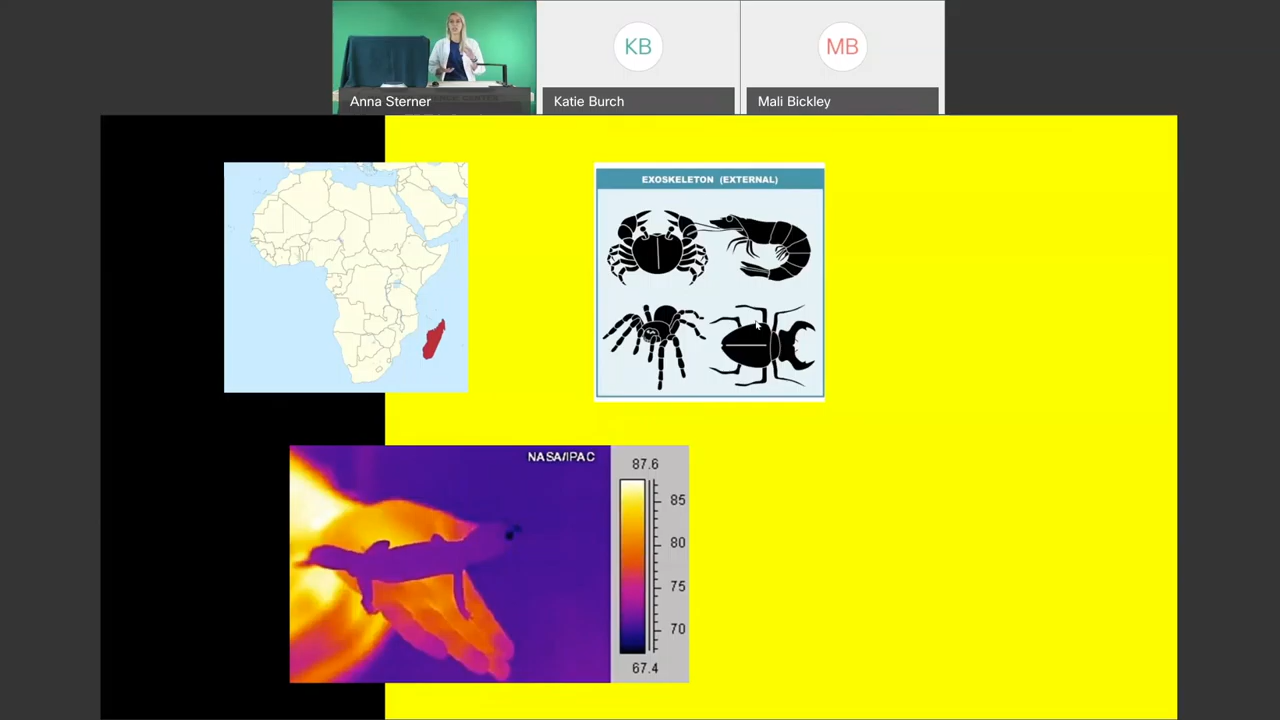 KB
MB
Anna Sterner
Katie Burch
Mali Bickley
EXOSKELETON (EXTERNAL)
NASA/IPAC
87.6
85
80
75
70
67.4